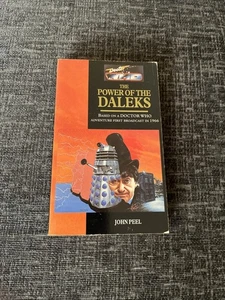 THE
POWER OF THE
DALEKS
BASED ON A DOCTOR WHO
ADVENTURE FIRST BROADCAST IN 1966
JOHN PEEL